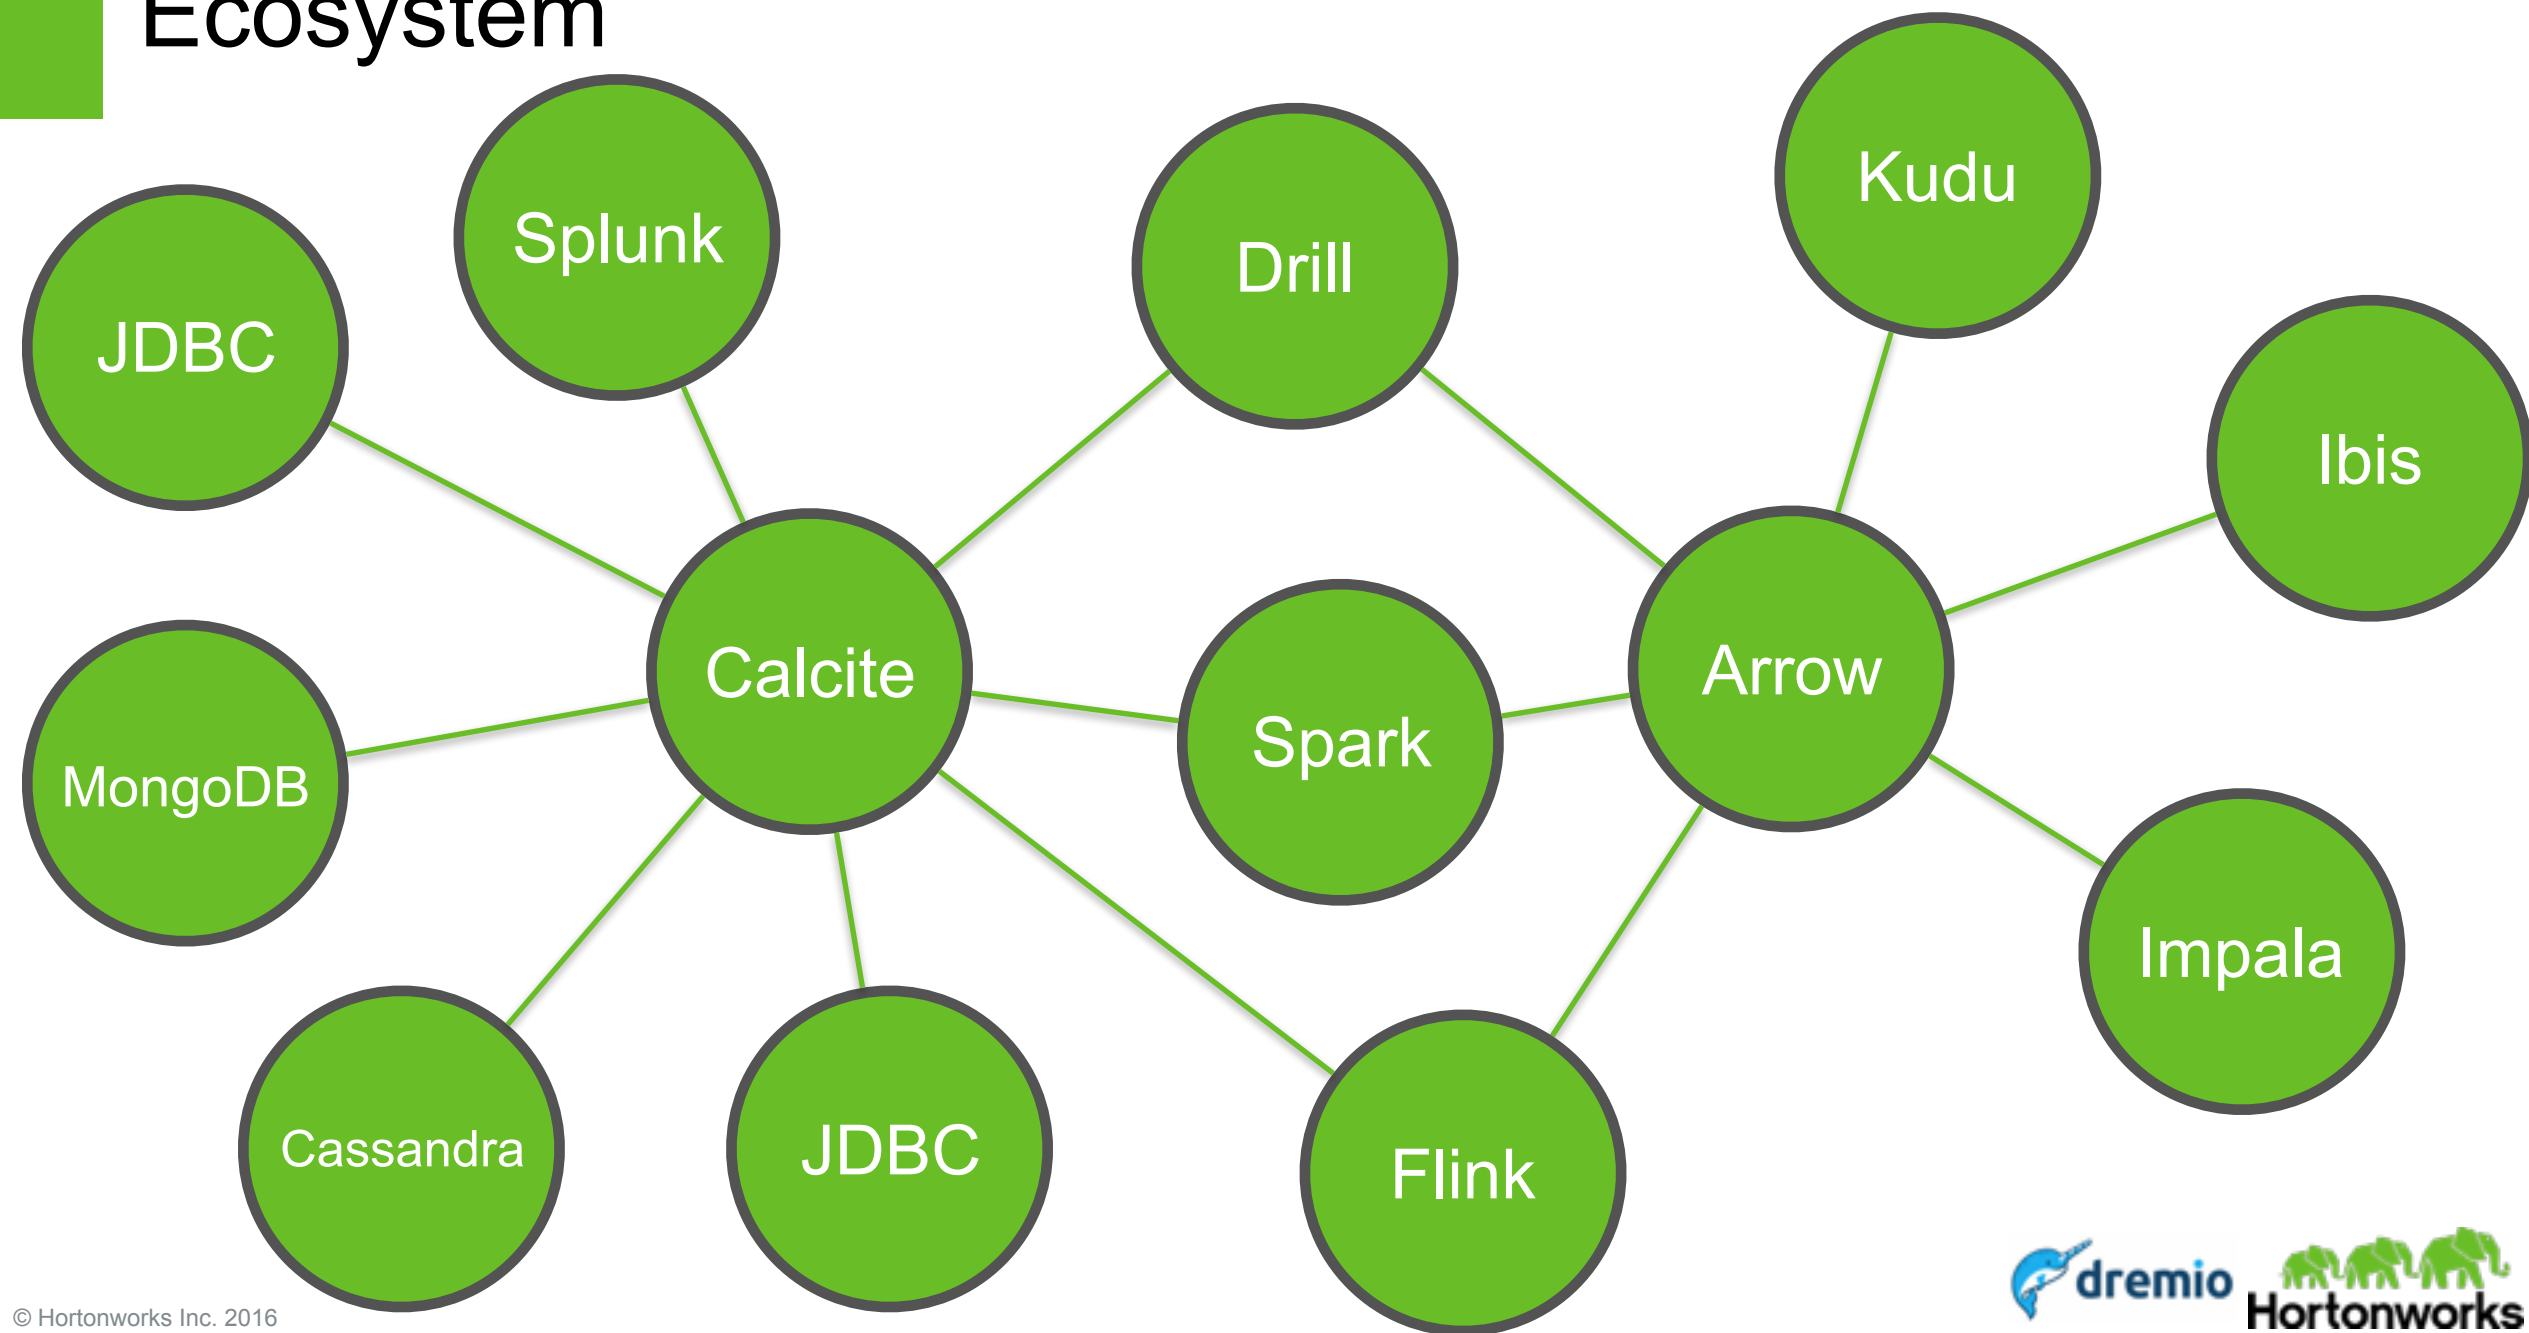 Ecosystem
Splunk
Drill
Kudu
JDBC
Ibis
Calcite
Arrow
Spark
MongoDB
Impala
Cassandra
JDBC
Flink
dremio
Hortonworks
© Hortonworks Inc. 2016